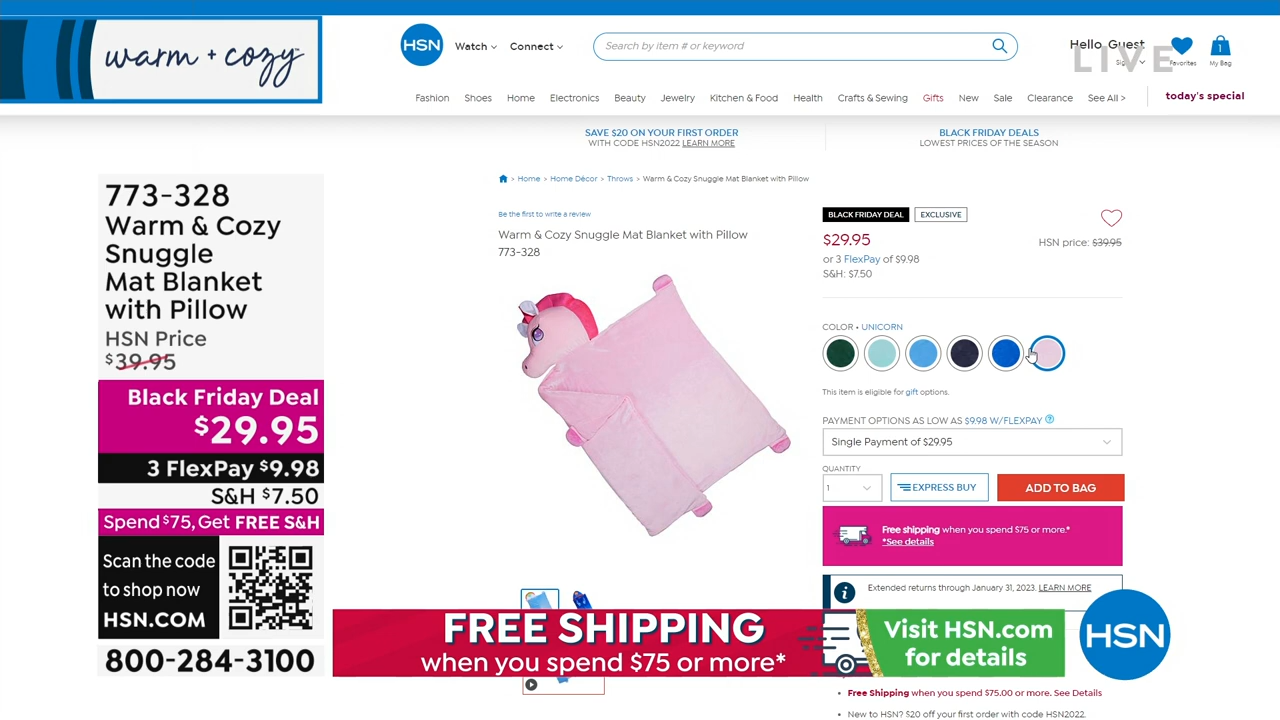 warm + cozy
HSN
Watch
Connect
Search by item # or keyword
Hello, Guest
LIVE
Favorites
1
My Bag
Fashion
Shoes
Home
Electronics
Beauty
Jewelry
Kitchen & Food
Health
Crafts & Sewing
Gifts
New
Sale
Clearance
See All >
today's special
SAVE $20 ON YOUR FIRST ORDER
WITH CODE HSN2022 LEARN MORE
BLACK FRIDAY DEALS
LOWEST PRICES OF THE SEASON
> Home > Home Décor > Throws > Warm & Cozy Snuggle Mat Blanket with Pillow
773-328
Warm & Cozy
Snuggle
Mat Blanket
with Pillow
HSN Price
$39.95
Black Friday Deal
$29.95
3 FlexPay $9.98
S&H $7.50
Spend $75, Get FREE S&H
Scan the code
to shop now
HSN.COM
800-284-3100
Be the first to write a review
Warm & Cozy Snuggle Mat Blanket with Pillow
773-328
BLACK FRIDAY DEAL
EXCLUSIVE
$29.95
HSN price: $39.95
or 3 FlexPay of $9.98
S&H: $7.50
COLOR • UNICORN
This item is eligible for gift options.
PAYMENT OPTIONS AS LOW AS $9.98 W/FLEXPAY ?
Single Payment of $29.95
QUANTITY
1
EXPRESS BUY
ADD TO BAG
Free shipping when you spend $75 or more.*
*See details
Extended returns through January 31, 2023. LEARN MORE
FREE SHIPPING
when you spend $75 or more*
Visit HSN.com
for details
HSN
• Free Shipping when you spend $75.00 or more. See Details
• New to HSN? $20 off your first order with code HSN2022.